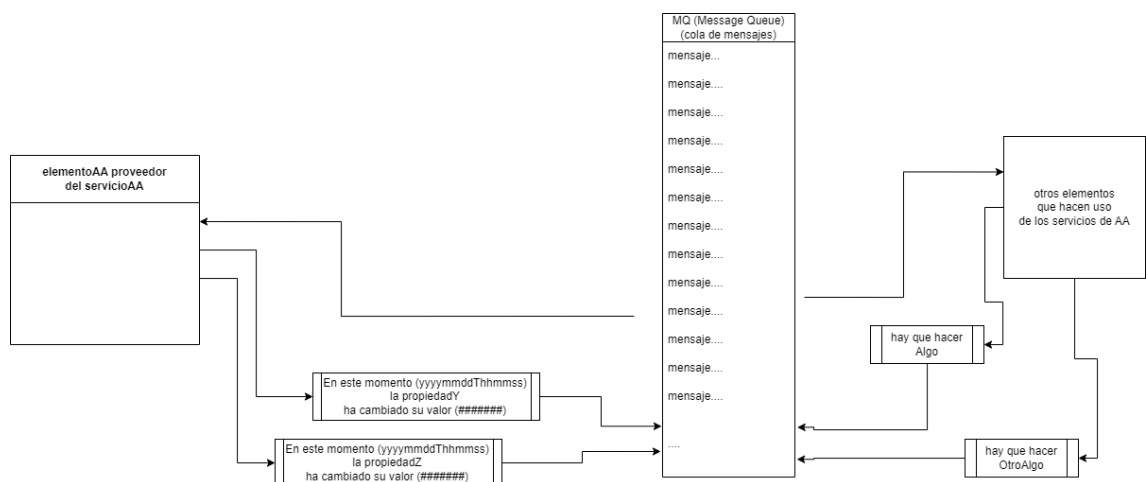 MQ (Message Queue)
(cola de mensajes)
mensaje...
mensaje....
mensaje....
mensaje....
mensaje....
mensaje....
mensaje....
mensaje....
mensaje....
mensaje....
mensaje....
mensaje....
mensaje....
....
elementoAA proveedor
del servicioAA
otros elementos
que hacen uso
de los servicios de AA
hay que hacer
Algo
En este momento (yyyymmddThhmmss)
la propiedadY
ha cambiado su valor (#######)
En este momento (yyyymmddThhmmss)
la propiedadZ
ha cambiado su valor (#######)
hay que hacer
OtroAlgo